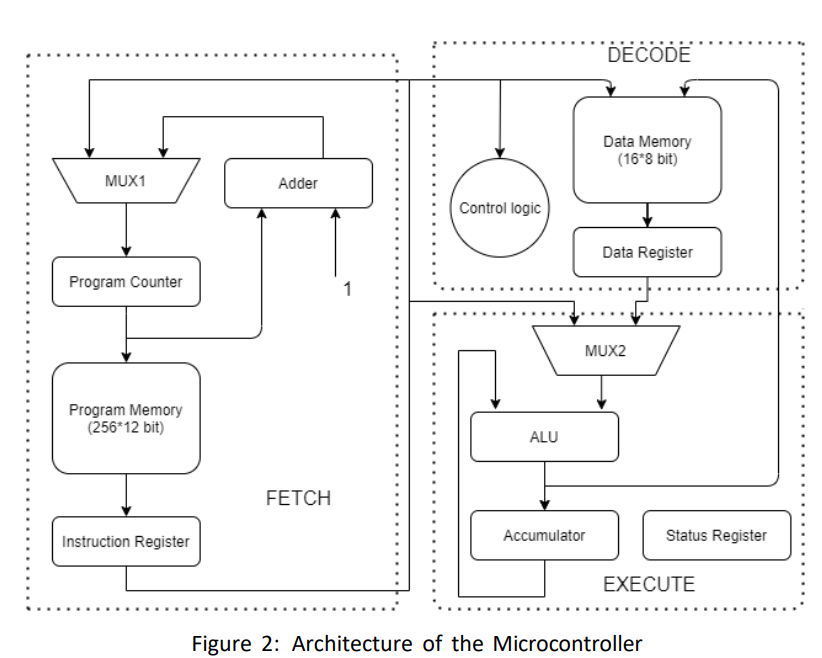 DECODE
Data Memory
(16*8 bit)
MUX1
Adder
Control logic
Data Register
Program Counter
1
MUX2
Program Memory
(256*12 bit)
ALU
FETCH
Instruction Register
Accumulator
Status Register
EXECUTE
Figure 2: Architecture of the Microcontroller